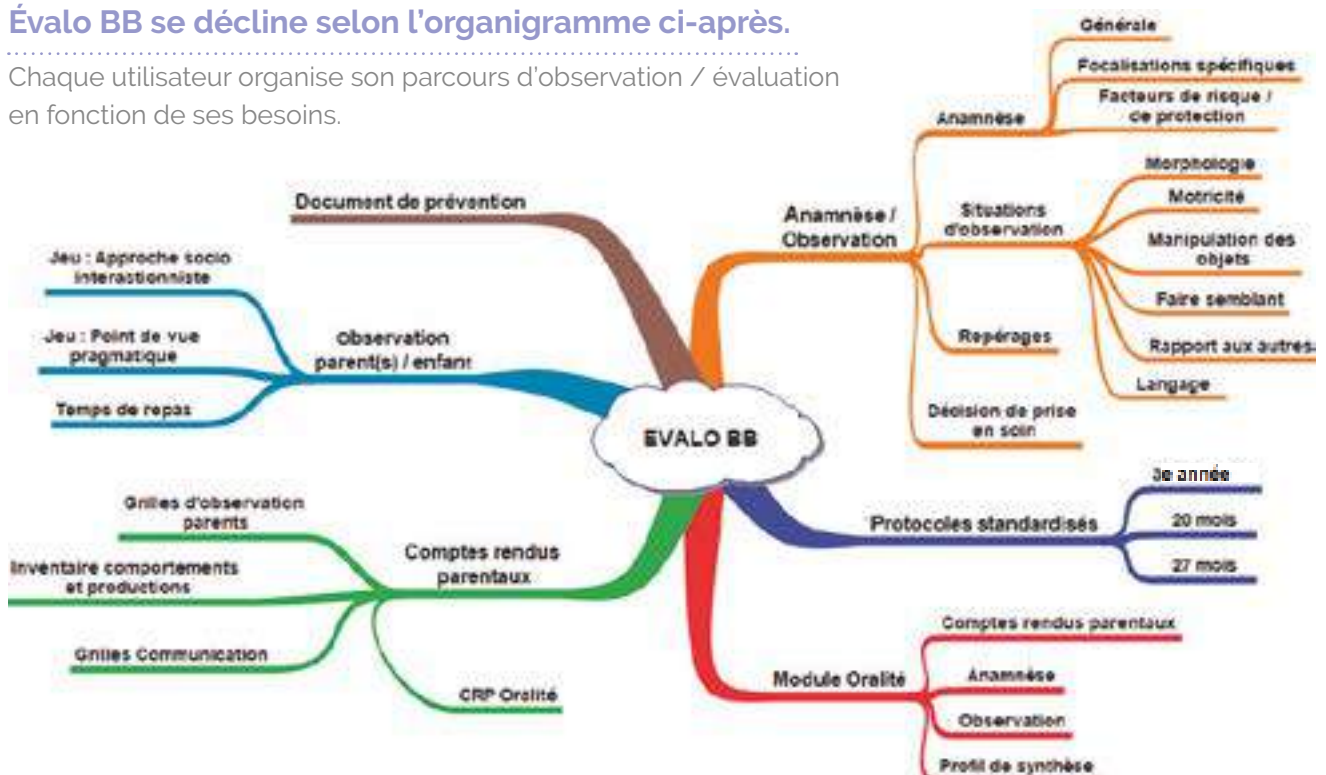 Évalo BB se décline selon l’organigramme ci-après.
Chaque utilisateur organise son parcours d’observation / évaluation
en fonction de ses besoins.
EVALO BB
Document de prévention
Observation
parent(s) / enfant
Jeu : Approche socio
interactionniste
Jeu : Point de vue
pragmatique
Temps de repas
Comptes rendus
parentaux
Grilles d'observation
parents
Inventaire comportements
et productions
Grilles Communication
CRP Oralité
Anamnèse /
Observation
Anamnèse
Générale
Focalisations spécifiques
Facteurs de risque /
de protection
Situations
d'observation
Morphologie
Motricité
Manipulation des
objets
Faire semblant
Rapport aux autres
Langage
Repérages
Décision de prise
en soin
Protocoles standardisés
3e année
20 mois
27 mois
Module Oralité
Comptes rendus parentaux
Anamnèse
Observation
Profil de synthèse